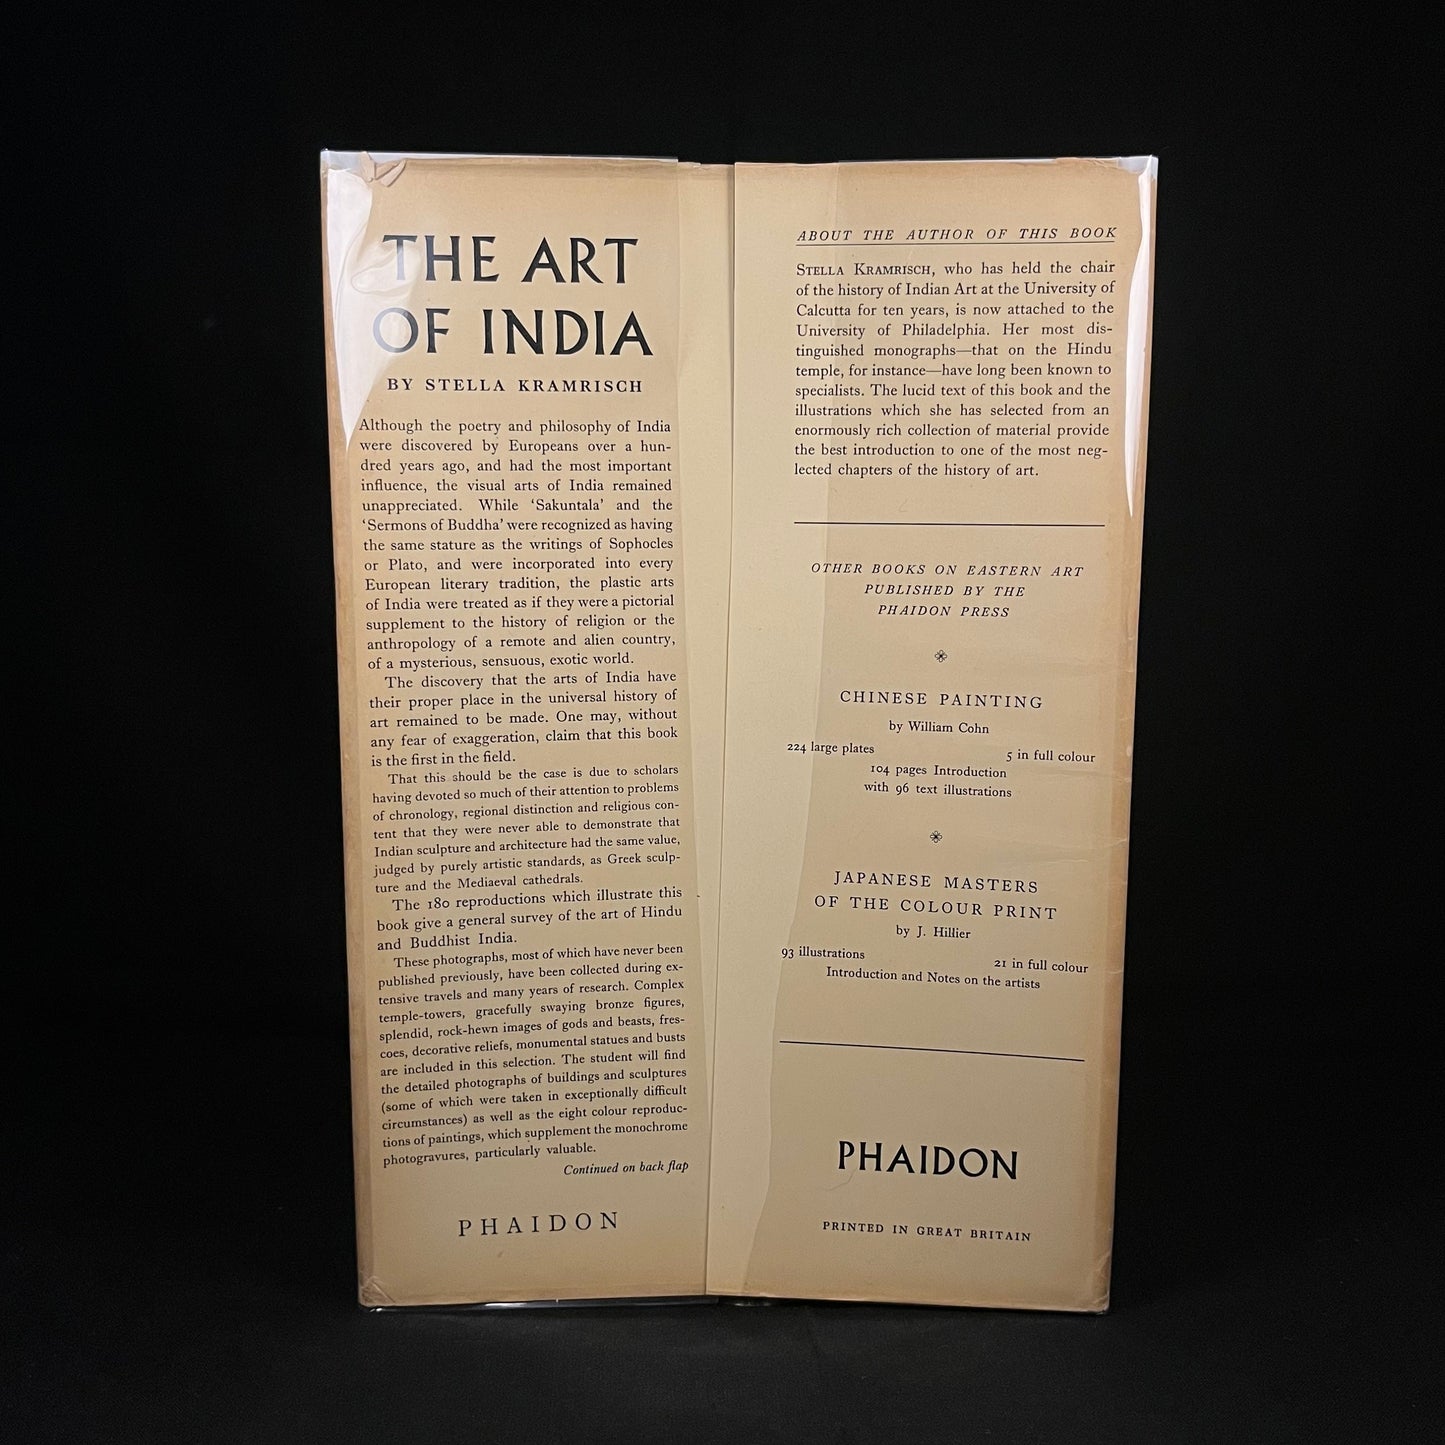 THE ART
OF INDIA
BY STELLA KRAMRISCH
Although the poetry and philosophy of India
were discovered by Europeans over a hun-
dred years ago, and had the most important
influence, the visual arts of India remained
unappreciated. While ‘Sakuntala’ and the
‘Sermons of Buddha’ were recognized as having
the same stature as the writings of Sophocles
or Plato, and were incorporated into every
European literary tradition, the plastic arts
of India were treated as if they were a pictorial
supplement to the history of religion or the
anthropology of a remote and alien country,
of a mysterious, sensuous, exotic world.
The discovery that the arts of India have
their proper place in the universal history of
art remained to be made. One may, without
any fear of exaggeration, claim that this book
is the first in the field.
That this should be the case is due to scholars
having devoted so much of their attention to problems
of chronology, regional distinction and religious con-
tent that they were never able to demonstrate that
Indian sculpture and architecture had the same value,
judged by purely artistic standards, as Greek sculp-
ture and the Mediaeval cathedrals.
The 180 reproductions which illustrate this
book give a general survey of the art of Hindu
and Buddhist India.
These photographs, most of which have never been
published previously, have been collected during ex-
tensive travels and many years of research. Complex
temple-towers, gracefully swaying bronze figures,
splendid, rock-hewn images of gods and beasts, fres-
coes, decorative reliefs, monumental statues and busts
are included in this selection. The student will find
the detailed photographs of buildings and sculptures
(some of which were taken in exceptionally difficult
circumstances) as well as the eight colour reproduc-
tions of paintings, which supplement the monochrome
photogravures, particularly valuable.
Continued on back flap
PHAIDON
ABOUT THE AUTHOR OF THIS BOOK
STELLA KRAMRISCH, who has held the chair
of the history of Indian Art at the University of
Calcutta for ten years, is now attached to the
University of Philadelphia. Her most dis-
tinguished monographs—that on the Hindu
temple, for instance—have long been known to
specialists. The lucid text of this book and the
illustrations which she has selected from an
enormously rich collection of material provide
the best introduction to one of the most neg-
lected chapters of the history of art.
OTHER BOOKS ON EASTERN ART
PUBLISHED BY THE
PHAIDON PRESS
CHINESE PAINTING
by William Cohn
224 large plates 5 in full colour
104 pages Introduction
with 96 text illustrations
JAPANESE MASTERS
OF THE COLOUR PRINT
by J. Hillier
93 illustrations 21 in full colour
Introduction and Notes on the artists
PHAIDON
PRINTED IN GREAT BRITAIN